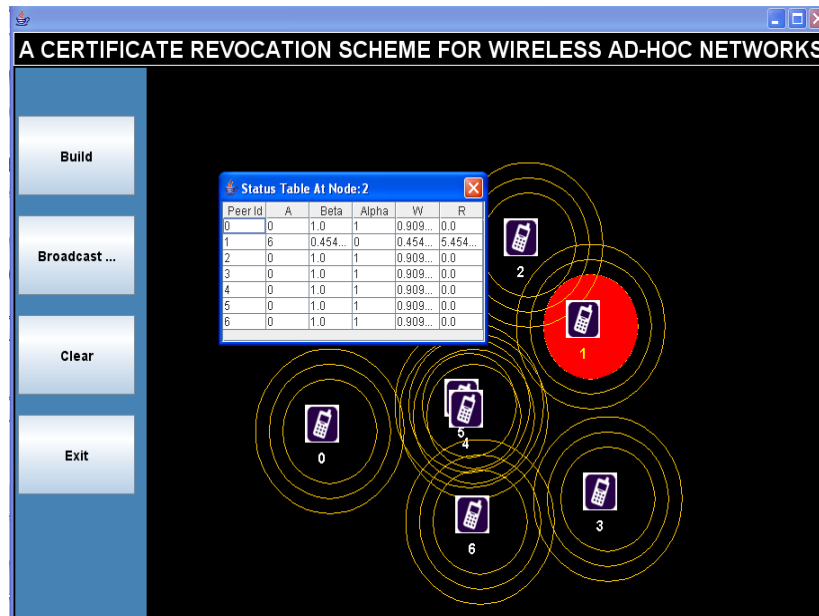 A CERTIFICATE REVOCATION SCHEME FOR WIRELESS AD-HOC NETWORKS
Build
Broadcast ...
Clear
Exit
Status Table At Node:2
Peer Id A Beta Alpha W R
0 0 1.0 1 0.909... 0.0
1 6 0.454... 0 0.454... 5.454...
2 0 1.0 1 0.909... 0.0
3 0 1.0 1 0.909... 0.0
4 0 1.0 1 0.909... 0.0
5 0 1.0 1 0.909... 0.0
6 0 1.0 1 0.909... 0.0
2
1
0
5
4
3
6